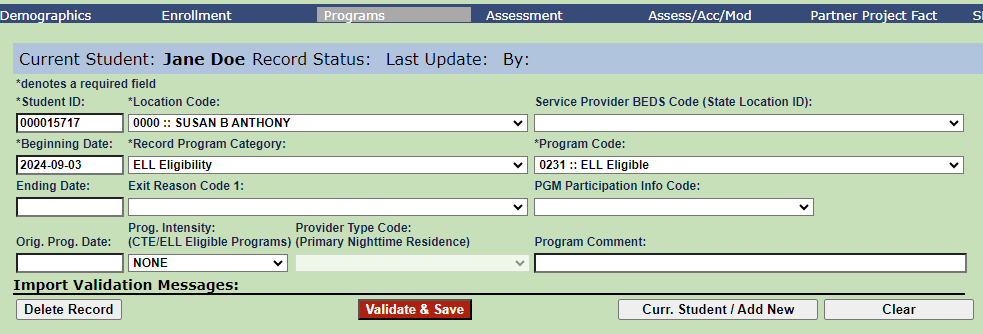 Demographics Enrollment Programs Assessment Assess/Acc/Mod Partner Project Fact
Current Student: Jane Doe Record Status: Last Update: By:
*denotes a required field
*Student ID: *Location Code: Service Provider BEDS Code (State Location ID):
000015717 0000 :: SUSAN B ANTHONY
*Beginning Date: *Record Program Category: *Program Code:
2024-09-03 ELL Eligibility 0231 :: ELL Eligible
Ending Date: Exit Reason Code 1: PGM Participation Info Code:
Prog. Intensity: Provider Type Code:
Orig. Prog. Date: (CTE/ELL Eligible Programs) (Primary Nighttime Residence) Program Comment:
NONE
Import Validation Messages:
Delete Record Validate & Save Curr. Student / Add New Clear